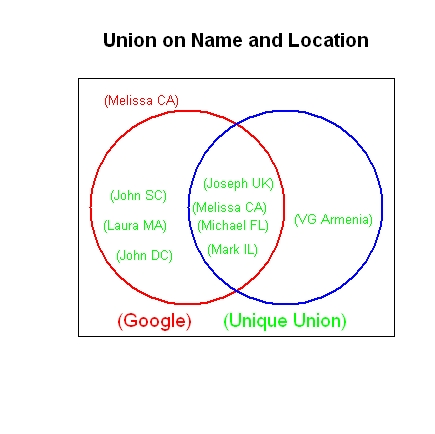 Union on Name and Location
(Melissa CA)
(Joseph UK)
(John SC)
(Melissa CA)
(Laura MA)
(Michael FL)
(VG Armenia)
(Mark IL)
(John DC)
(Google)
(Unique Union)